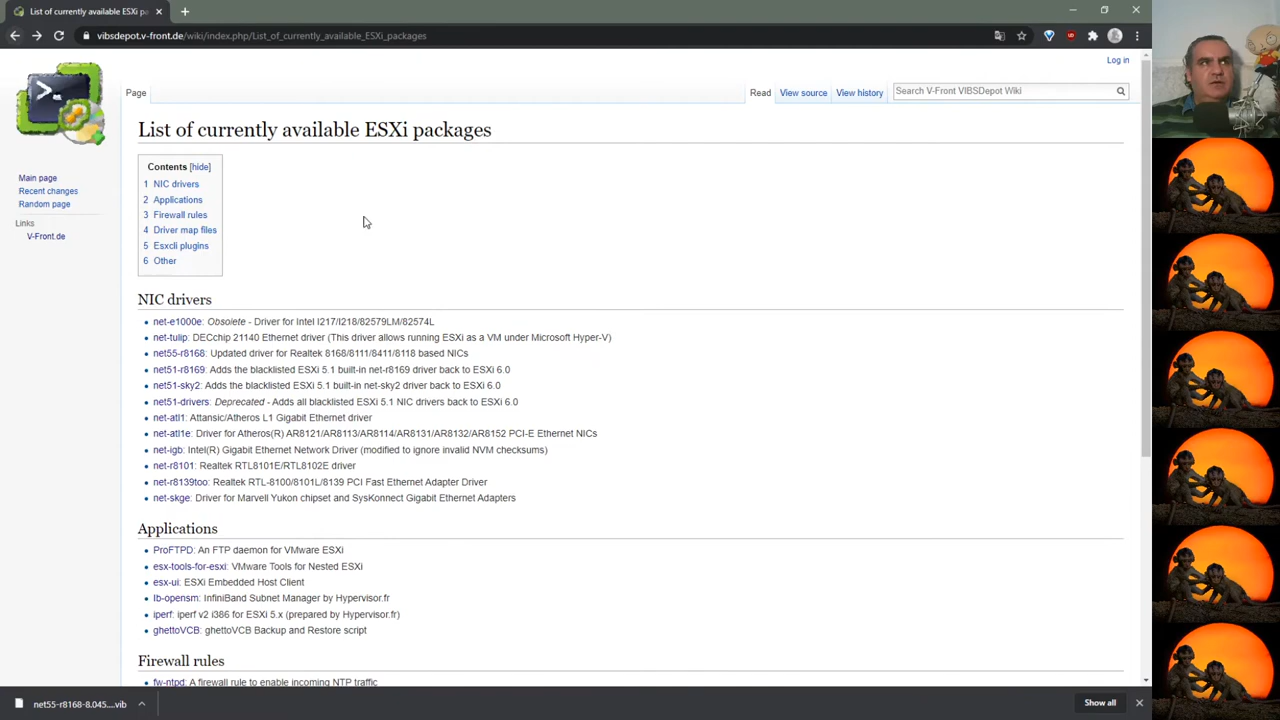 List of currently available ESXi pa
vibsdepot.v-front.de/wiki/index.php/List_of_currently_available_ESXi_packages
Log in
Page
Read
View source
View history
Search V-Front VIBSDepot Wiki
List of currently available ESXi packages
Contents [hide]
1 NIC drivers
2 Applications
3 Firewall rules
4 Driver map files
5 Esxcli plugins
6 Other
Main page
Recent changes
Random page
Links
V-Front.de
NIC drivers
net-e1000e: Obsolete - Driver for Intel I217/I218/82579LM/82574L
net-tulip: DECchip 21140 Ethernet driver (This driver allows running ESXi as a VM under Microsoft Hyper-V)
net55-r8168: Updated driver for Realtek 8168/8111/8411/8118 based NICs
net51-r8169: Adds the blacklisted ESXi 5.1 built-in net-r8169 driver back to ESXi 6.0
net51-sky2: Adds the blacklisted ESXi 5.1 built-in net-sky2 driver back to ESXi 6.0
net51-drivers: Deprecated - Adds all blacklisted ESXi 5.1 NIC drivers back to ESXi 6.0
net-atl1: Attansic/Atheros L1 Gigabit Ethernet driver
net-atl1e: Driver for Atheros(R) AR8121/AR8113/AR8114/AR8131/AR8132/AR8152 PCI-E Ethernet NICs
net-igb: Intel(R) Gigabit Ethernet Network Driver (modified to ignore invalid NVM checksums)
net-r8101: Realtek RTL8101E/RTL8102E driver
net-r8139too: Realtek RTL-8100/8101L/8139 PCI Fast Ethernet Adapter Driver
net-skge: Driver for Marvell Yukon chipset and SysKonnect Gigabit Ethernet Adapters
Applications
ProFTPD: An FTP daemon for VMware ESXi
esx-tools-for-esxi: VMware Tools for Nested ESXi
esx-ui: ESXi Embedded Host Client
Ib-opensm: InfiniBand Subnet Manager by Hypervisor.fr
iperf: iperf v2 i386 for ESXi 5.x (prepared by Hypervisor.fr)
ghettoVCB: ghettoVCB Backup and Restore script
Firewall rules
fw-ntpd: A firewall rule to enable incoming NTP traffic
net55-r8168-8.045....vib
Show all